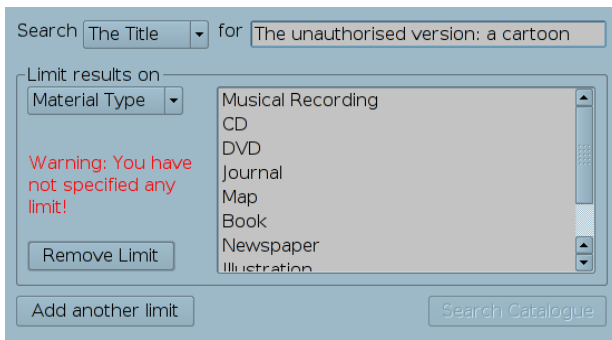 Search The Title for The unauthorised version: a cartoon
Limit results on
Material Type
Musical Recording
CD
DVD
Journal
Map
Book
Newspaper
Illustration
Warning: You have
not specified any
limit!
Remove Limit
Add another limit
Search Catalogue